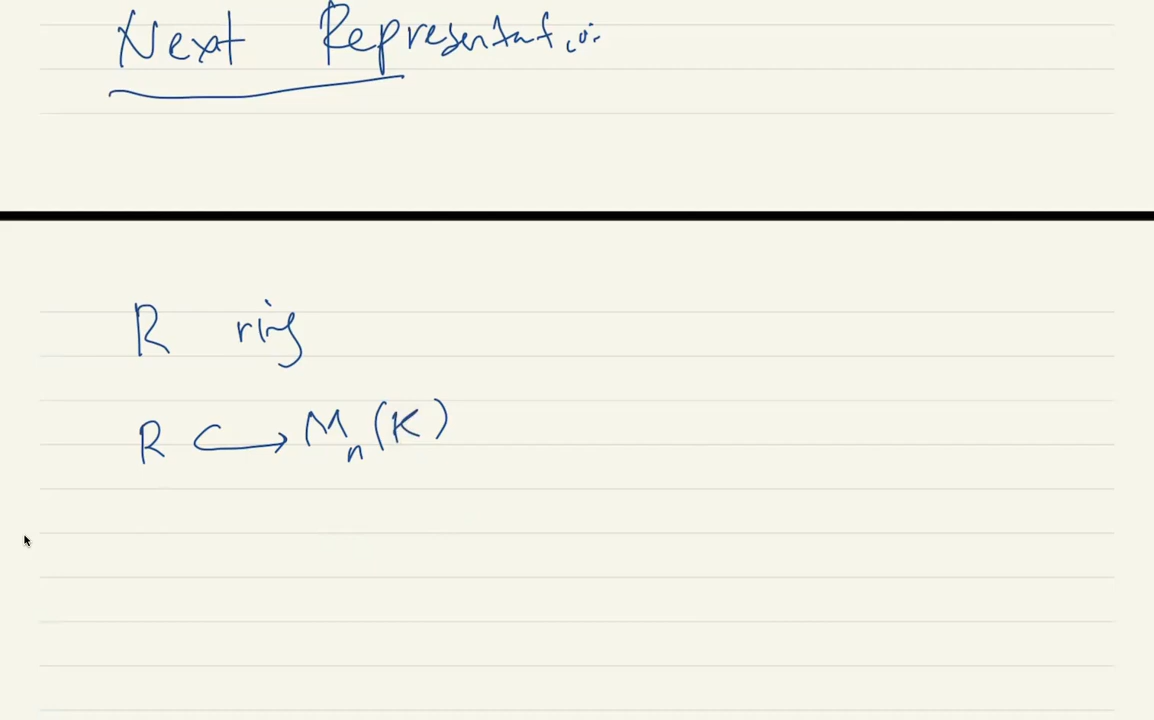 Next Representation
R ring
R ↪ Mₙ(K)